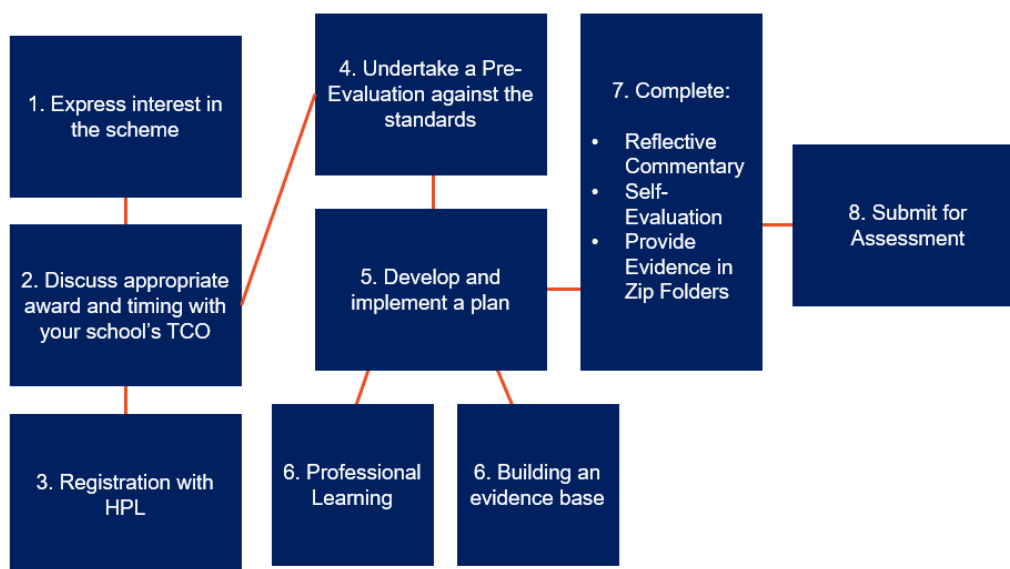 1. Express interest in
the scheme
2. Discuss appropriate
award and timing with
your school's TCO
3. Registration with
HPL
4. Undertake a Pre-
Evaluation against the
standards
5. Develop and
implement a plan
6. Professional
Learning
6. Building an
evidence base
7. Complete:
• Reflective
Commentary
• Self-
Evaluation
• Provide
Evidence in
Zip Folders
8. Submit for
Assessment